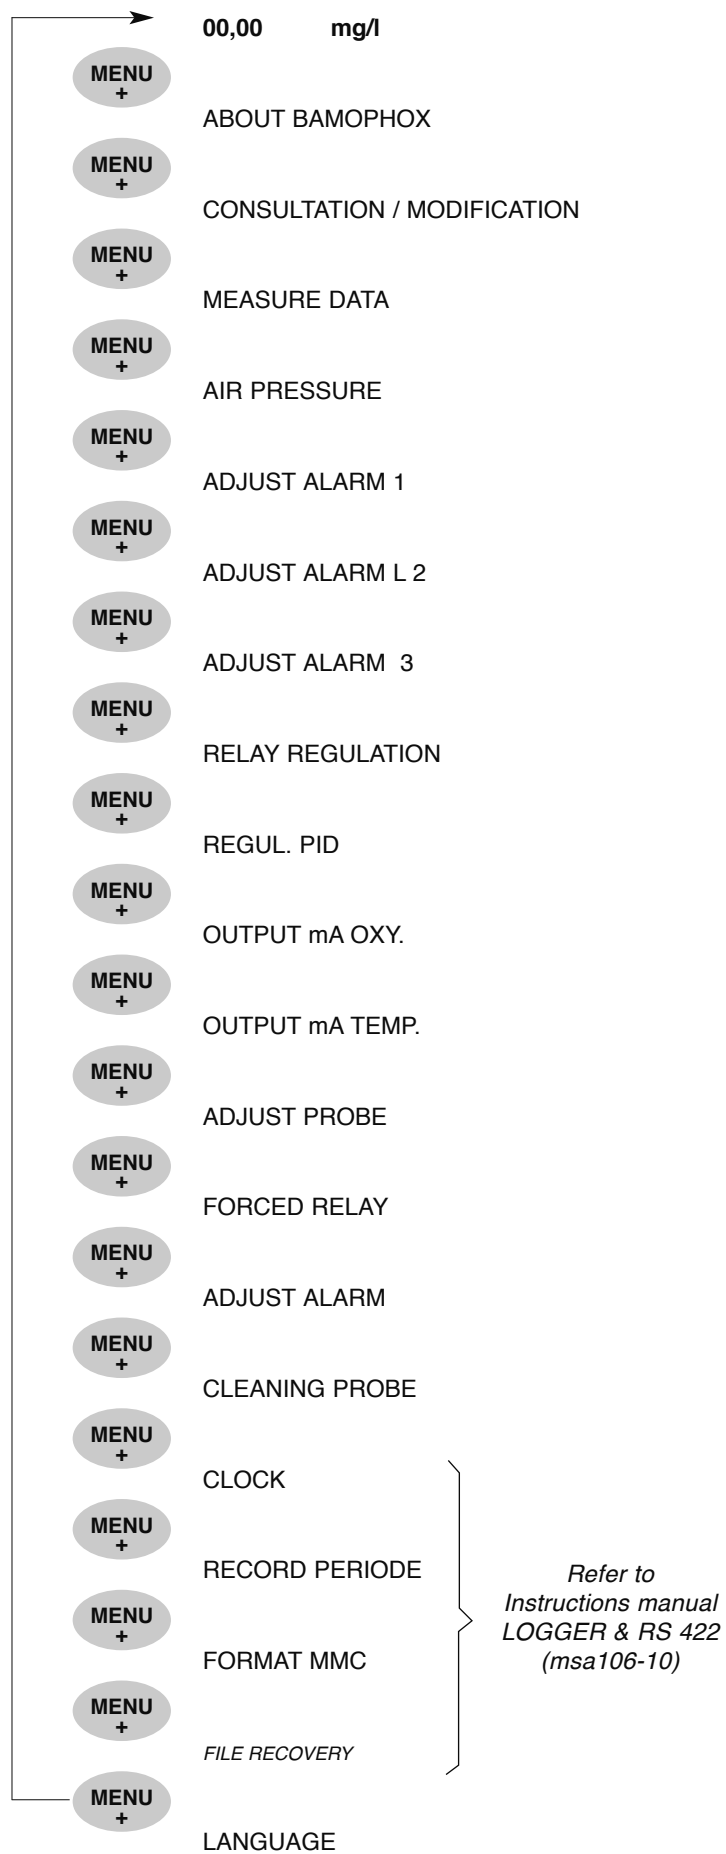 00,00 mg/l
MENU
+
ABOUT BAMOPHOX
MENU
+
CONSULTATION / MODIFICATION
MENU
+
MEASURE DATA
MENU
+
AIR PRESSURE
MENU
+
ADJUST ALARM 1
MENU
+
ADJUST ALARM L 2
MENU
+
ADJUST ALARM 3
MENU
+
RELAY REGULATION
MENU
+
REGUL. PID
MENU
+
OUTPUT mA OXY.
MENU
+
OUTPUT mA TEMP.
MENU
+
ADJUST PROBE
MENU
+
FORCED RELAY
MENU
+
ADJUST ALARM
MENU
+
CLEANING PROBE
MENU
+
CLOCK
MENU
+
RECORD PERIODE
MENU
+
FORMAT MMC
MENU
+
FILE RECOVERY
MENU
+
LANGUAGE
Refer to
Instructions manual
LOGGER & RS 422
(msa106-10)